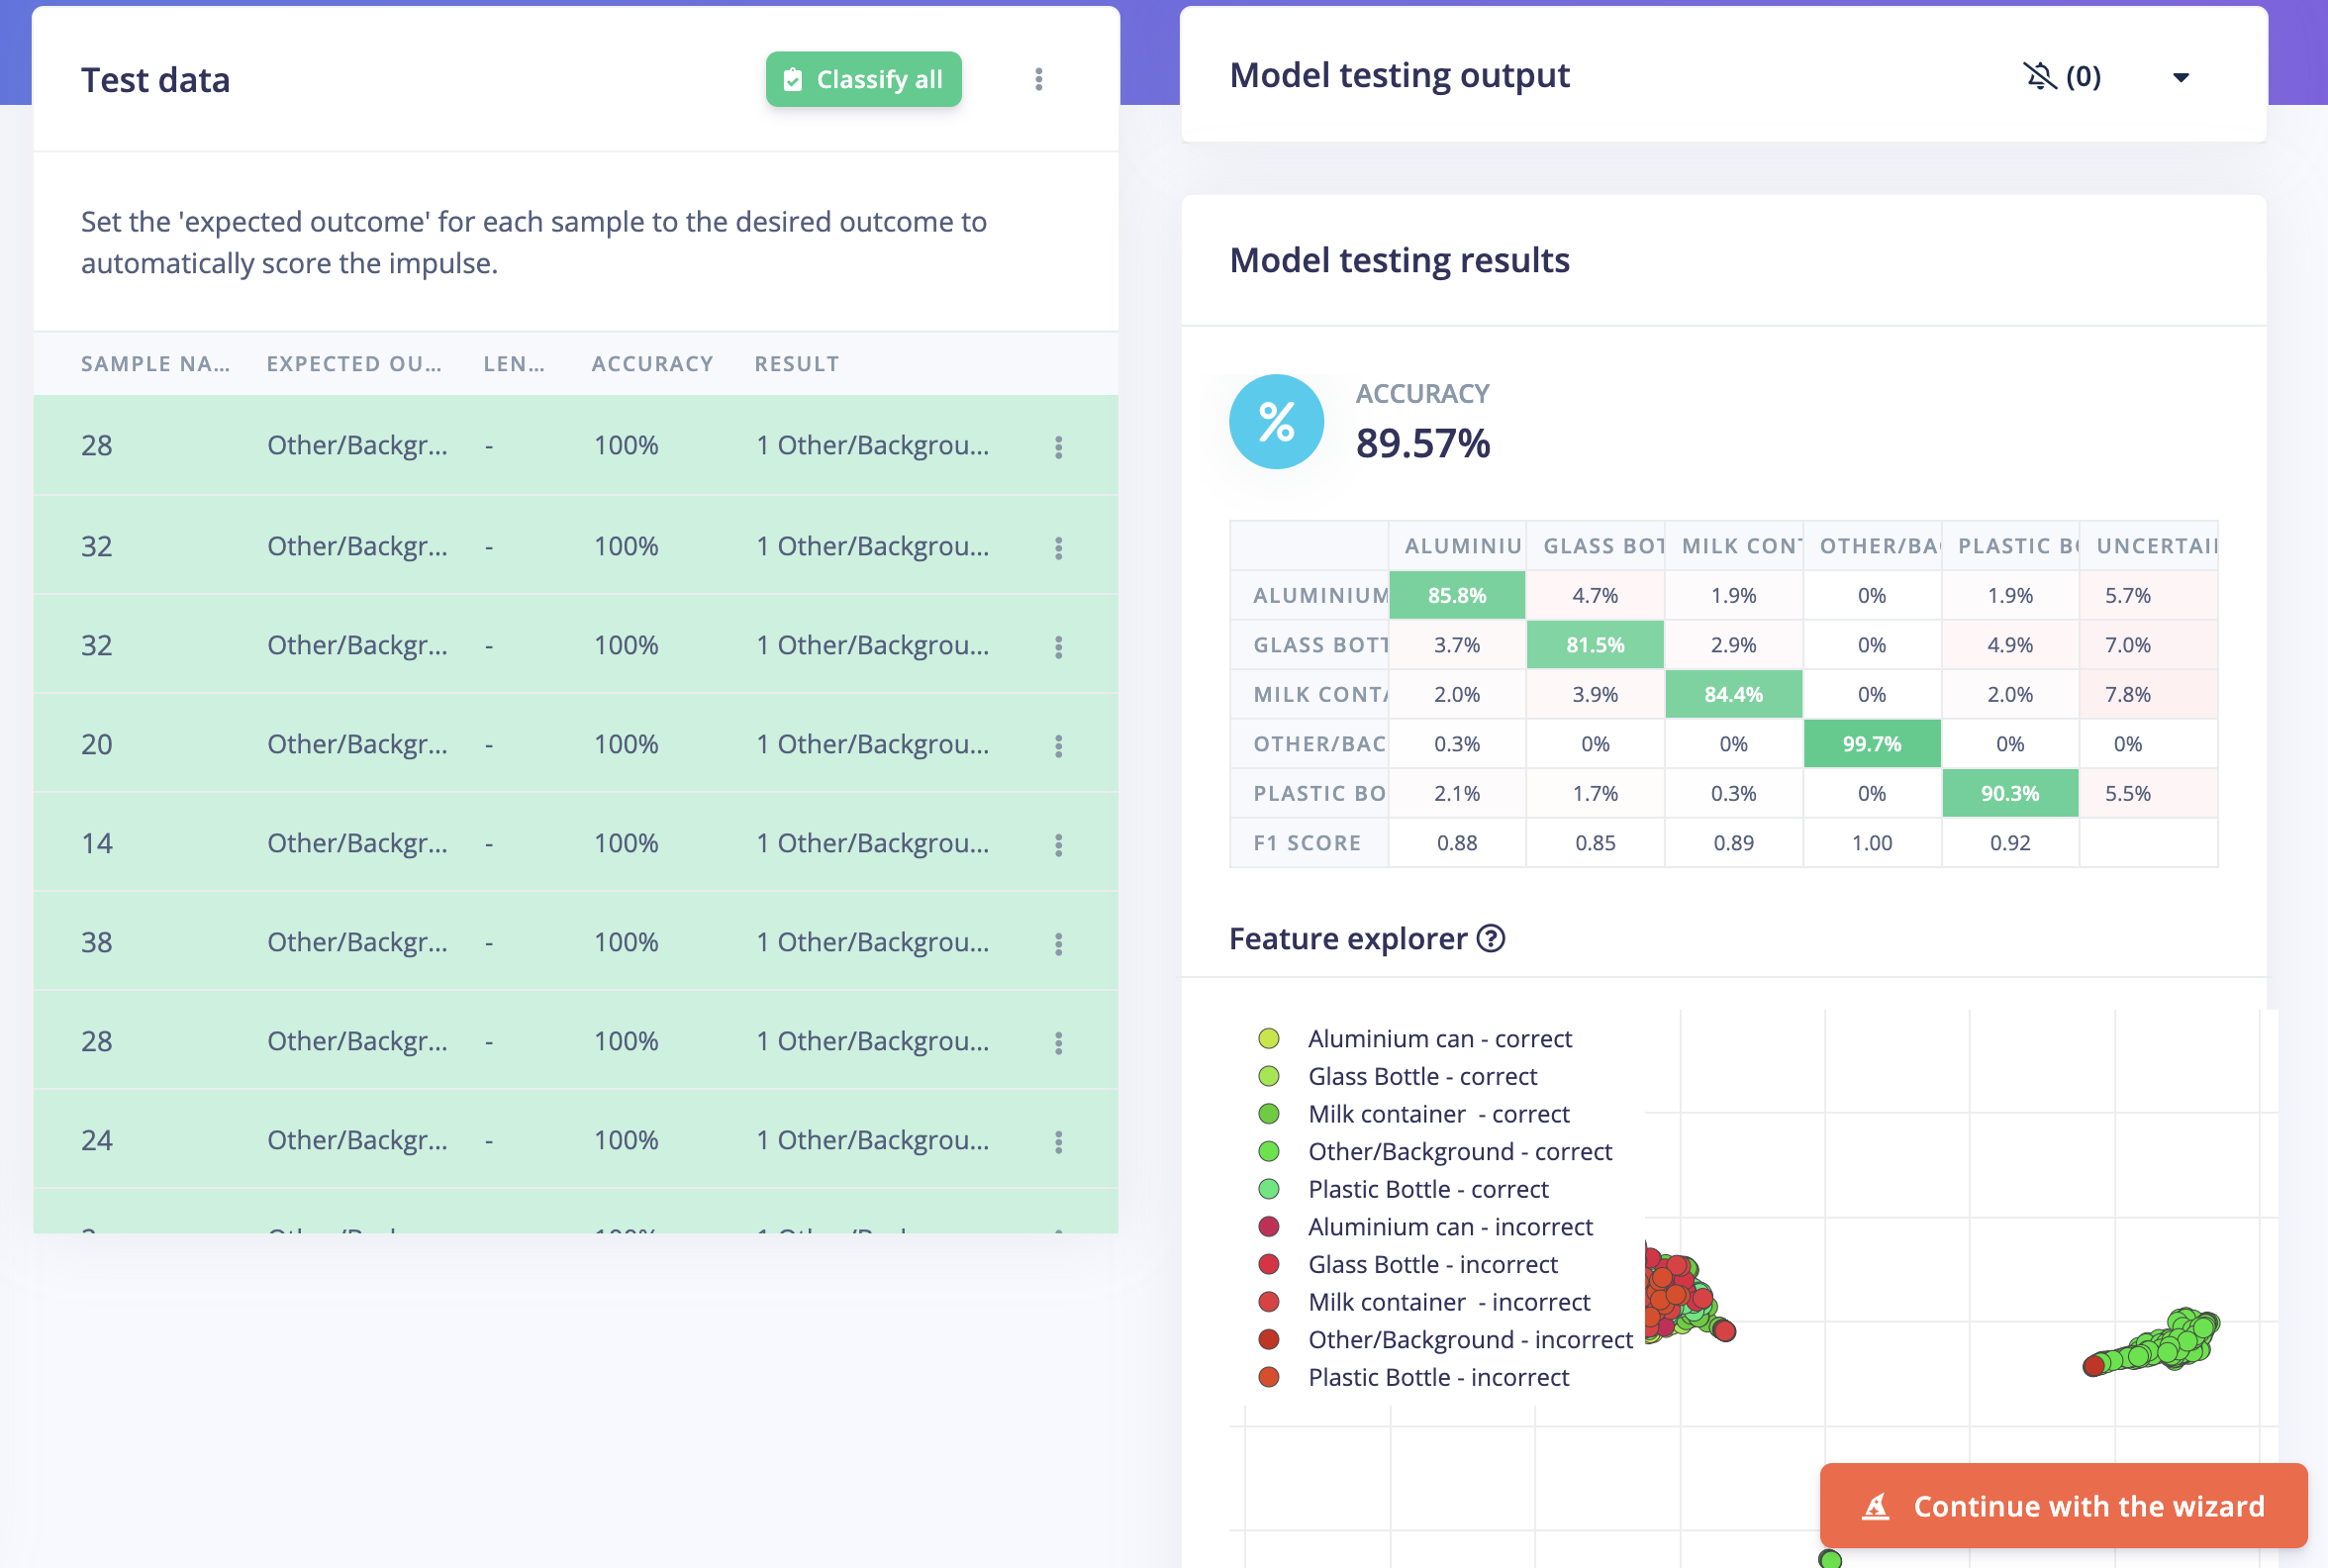 Test data
Classify all
Set the 'expected outcome' for each sample to the desired outcome to
automatically score the impulse.
SAMPLE NA... EXPECTED OU... LEN... ACCURACY RESULT
28 Other/Backgr... - 100% 1 Other/Backgrou...
32 Other/Backgr... - 100% 1 Other/Backgrou...
32 Other/Backgr... - 100% 1 Other/Backgrou...
20 Other/Backgr... - 100% 1 Other/Backgrou...
14 Other/Backgr... - 100% 1 Other/Backgrou...
38 Other/Backgr... - 100% 1 Other/Backgrou...
28 Other/Backgr... - 100% 1 Other/Backgrou...
24 Other/Backgr... - 100% 1 Other/Backgrou...
Model testing output
(0)
Model testing results
%
ACCURACY
89.57%
ALUMINIU GLASS BOT MILK CONT OTHER/BA PLASTIC B UNCERTAI
ALUMINIUM 85.8% 4.7% 1.9% 0% 1.9% 5.7%
GLASS BOTT 3.7% 81.5% 2.9% 0% 4.9% 7.0%
MILK CONTA 2.0% 3.9% 84.4% 0% 2.0% 7.8%
OTHER/BAC 0.3% 0% 0% 99.7% 0% 0%
PLASTIC BO 2.1% 1.7% 0.3% 0% 90.3% 5.5%
F1 SCORE 0.88 0.85 0.89 1.00 0.92
Feature explorer ?
Aluminium can - correct
Glass Bottle - correct
Milk container - correct
Other/Background - correct
Plastic Bottle - correct
Aluminium can - incorrect
Glass Bottle - incorrect
Milk container - incorrect
Other/Background - incorrect
Plastic Bottle - incorrect
Continue with the wizard